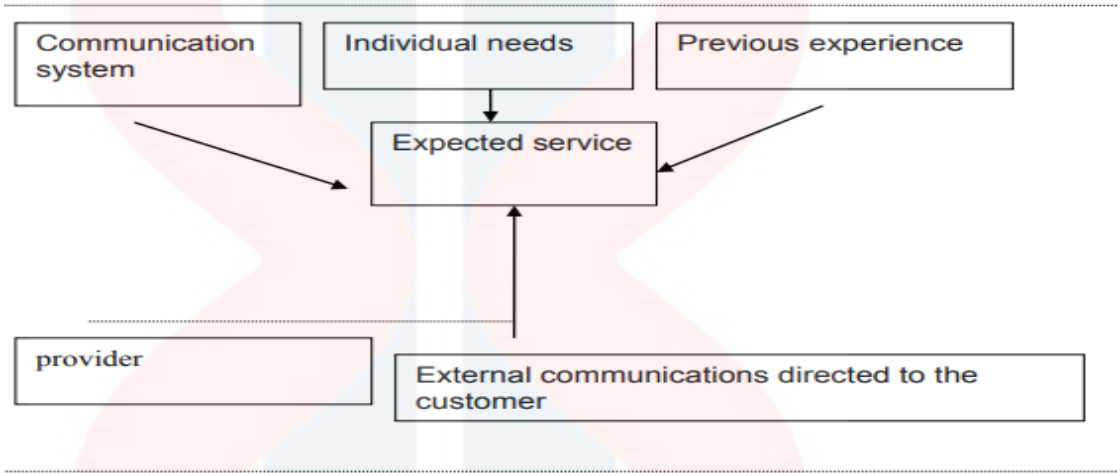 Communication
system
Individual needs
Previous experience
Expected service
provider
External communications directed to the
customer